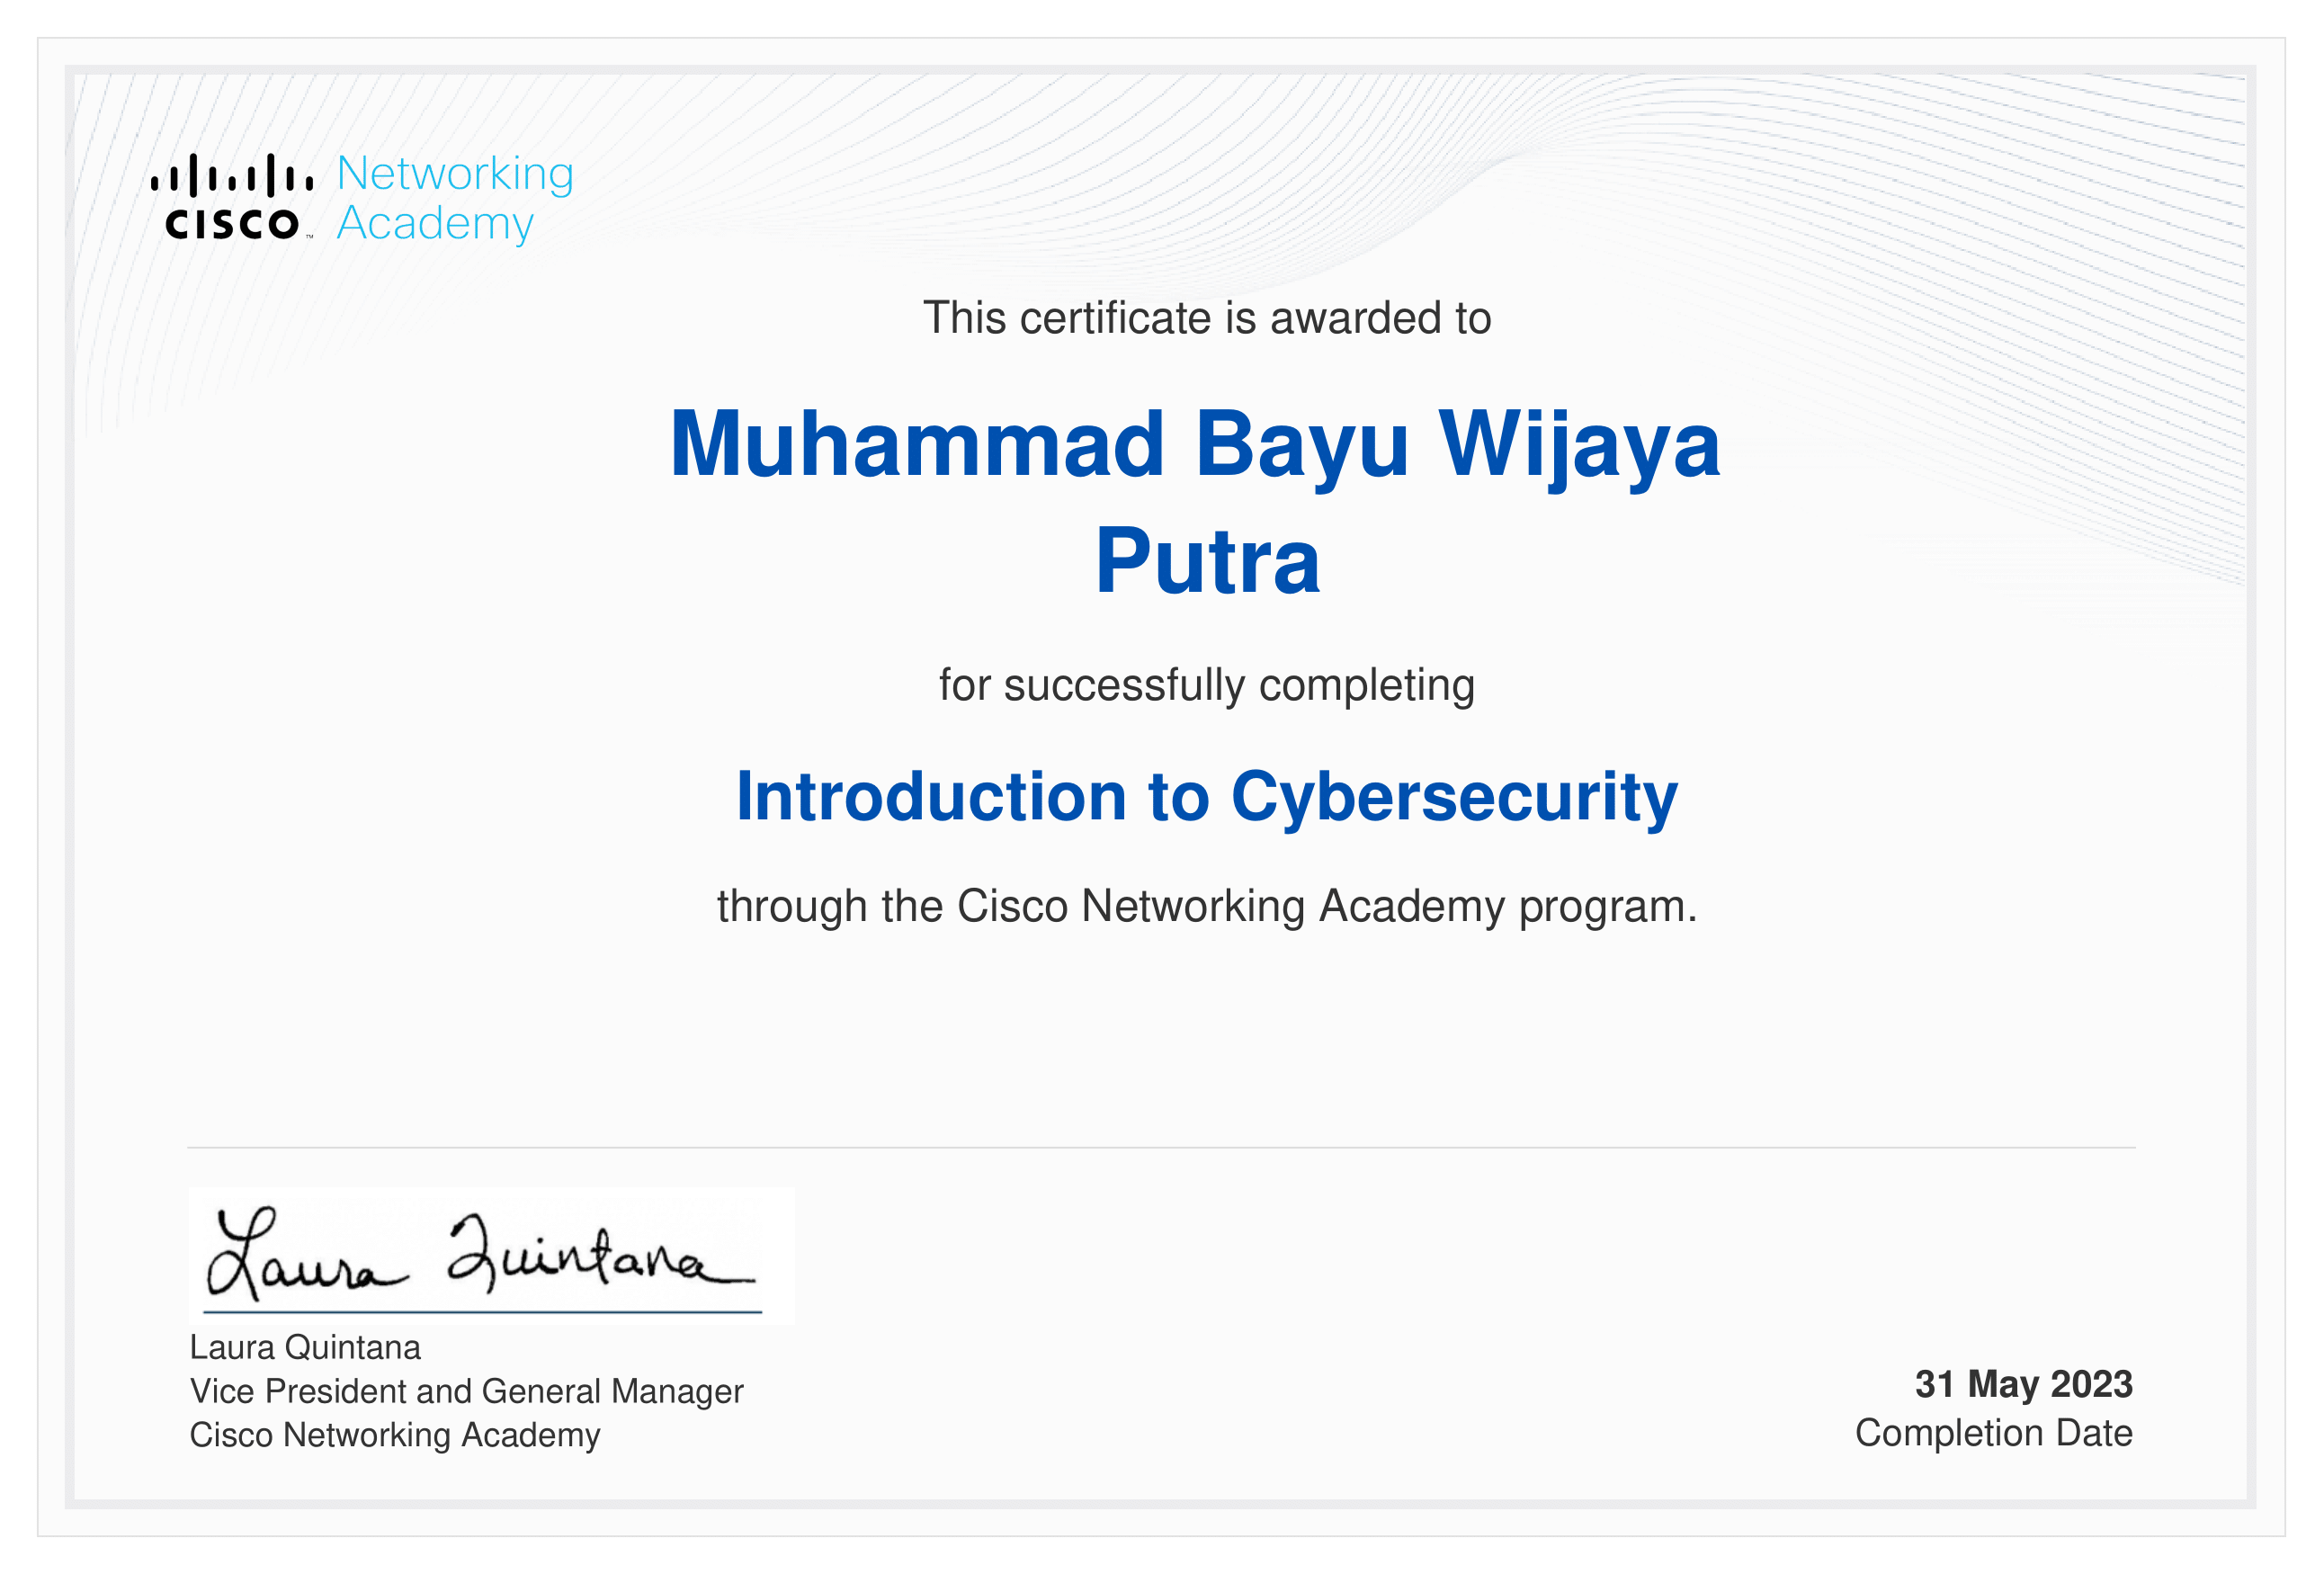 CISCO™ Networking
Academy
This certificate is awarded to
Muhammad Bayu Wijaya
Putra
for successfully completing
Introduction to Cybersecurity
through the Cisco Networking Academy program.
Laura Quintana
Laura Quintana
Vice President and General Manager
Cisco Networking Academy
31 May 2023
Completion Date